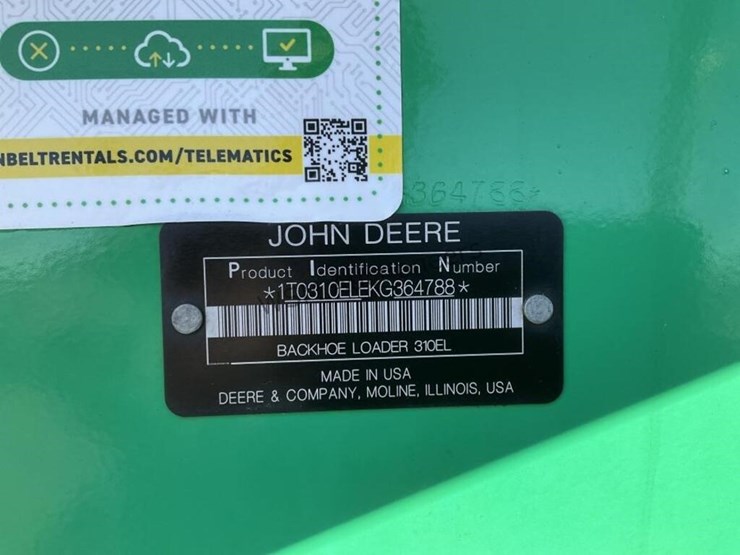 MANAGED WITH
NBELTRENTALS.COM/TELEMATICS
364788*
JOHN DEERE
Product Identification Number
*1T0310ELEKG364788*
BACKHOE LOADER 310EL
MADE IN USA
DEERE & COMPANY, MOLINE, ILLINOIS, USA